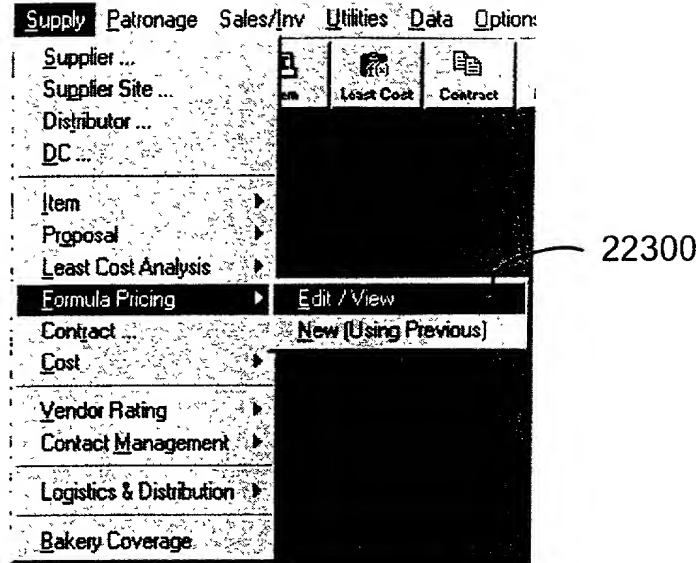 Supply Patronage Sales/Inv Utilities Data Option
Supplier ...
Supplier Site ...
Distributor ...
DC ...
Least Cost Contract
Item
Proposal
Least Cost Analysis
Formula Pricing
Edit / View
22300
New (Using Previous)
Contract ...
Cost
Vendor Rating
Contact Management
Logistics & Distribution
Bakery Coverage